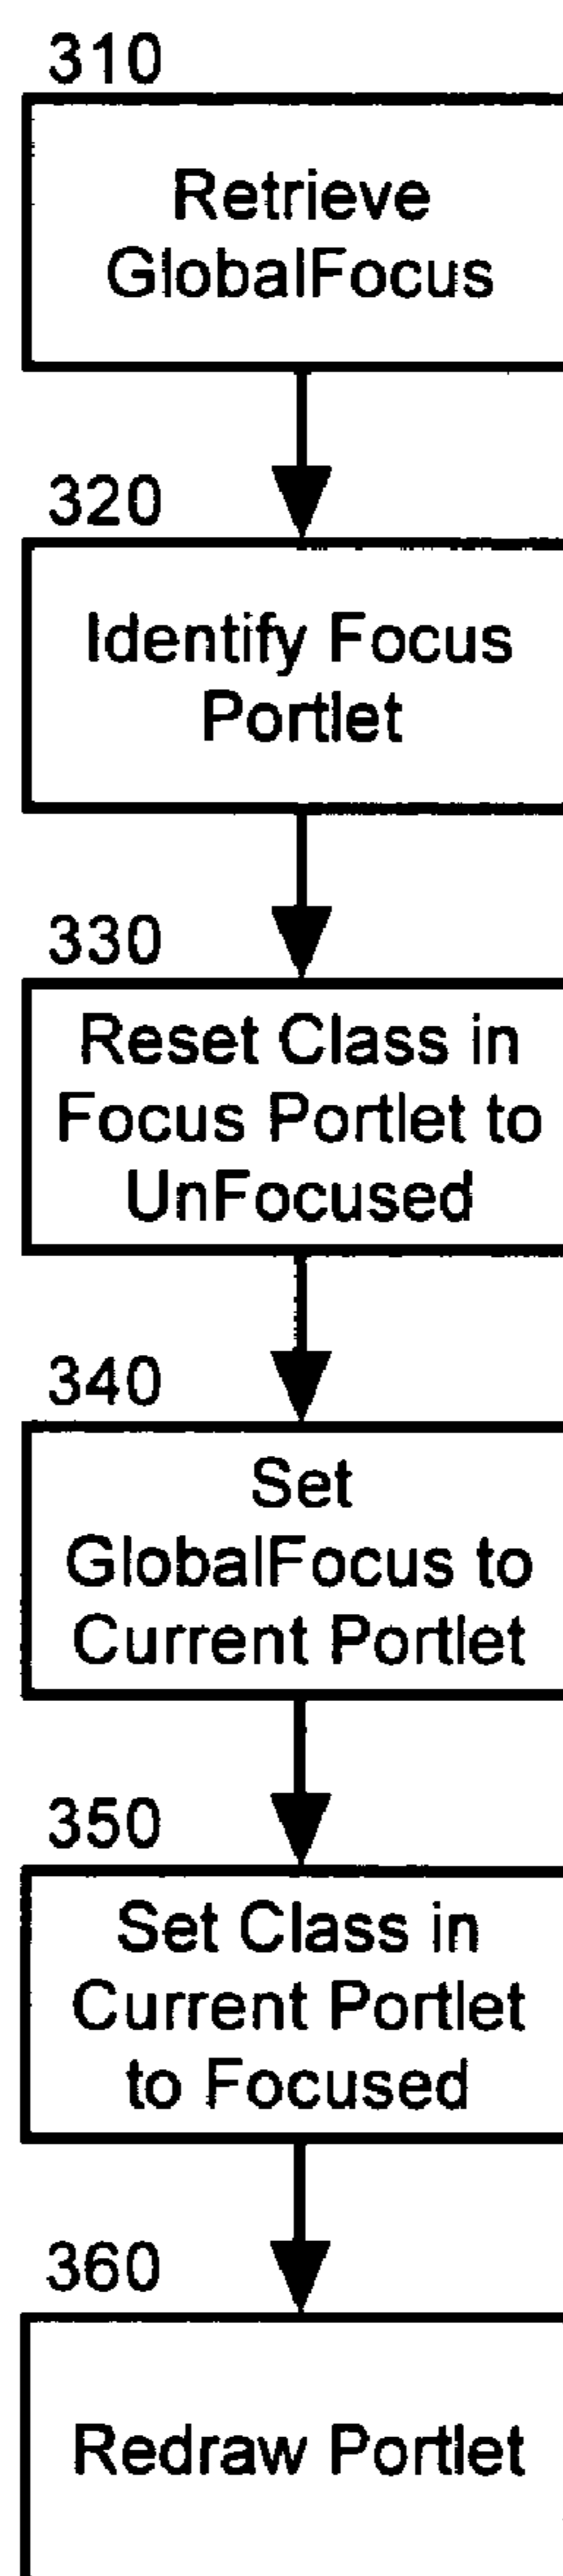 310
Retrieve
GlobalFocus
320
Identify Focus
Portlet
330
Reset Class in
Focus Portlet to
UnFocused
340
Set
GlobalFocus to
Current Portlet
350
Set Class in
Current Portlet
to Focused
360
Redraw Portlet